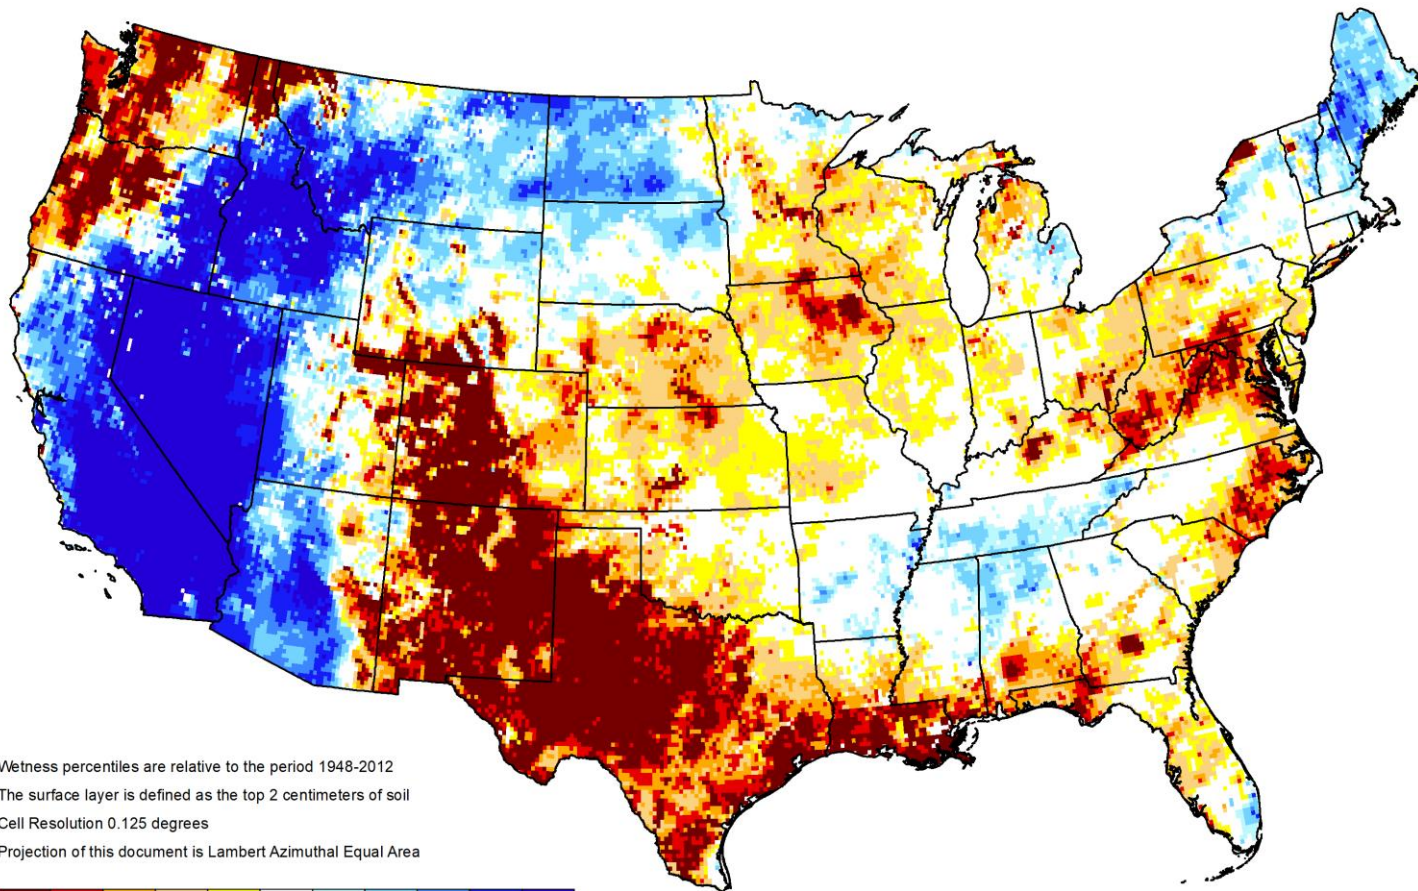 Wetness percentiles are relative to the period 1948-2012
The surface layer is defined as the top 2 centimeters of soil
Cell Resolution 0.125 degrees
Projection of this document is Lambert Azimuthal Equal Area